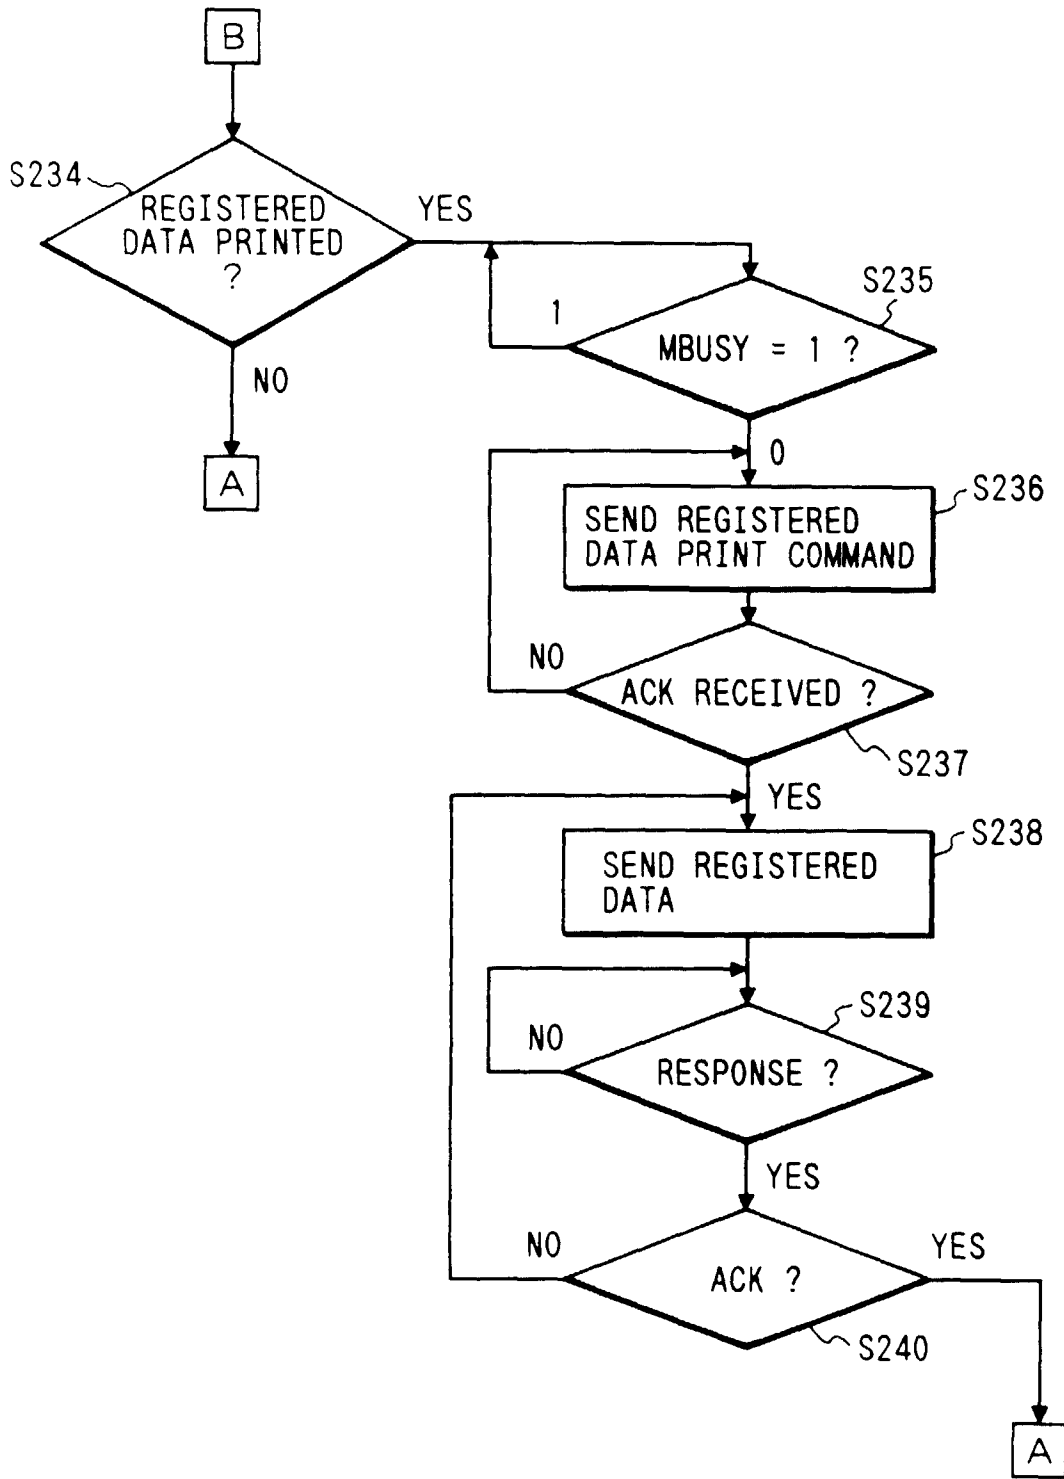 B
S234
REGISTERED
DATA PRINTED
?
YES
NO
A
S235
MBUSY = 1 ?
1
0
S236
SEND REGISTERED
DATA PRINT COMMAND
NO
ACK RECEIVED ?
S237
YES
S238
SEND REGISTERED
DATA
S239
NO
RESPONSE ?
YES
NO
ACK ?
YES
S240
A